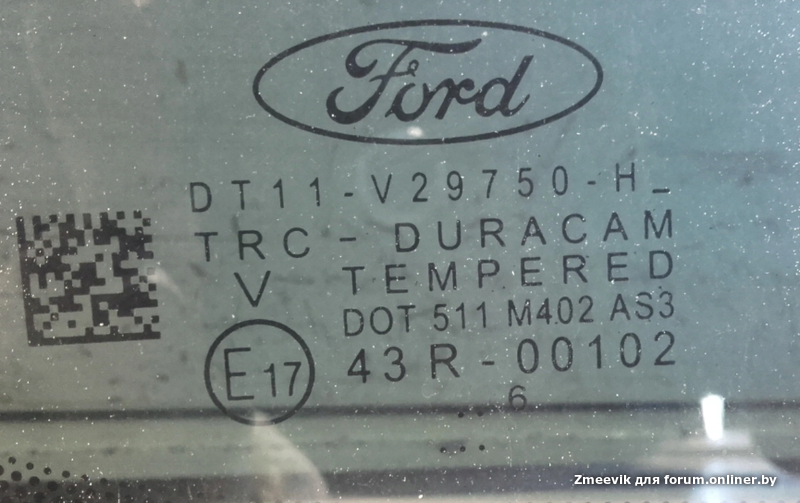 Ford
DT11-V29750-H_
TRC - DURACAM
V TEMPERED
DOT 511 M402 AS3
E17 43R-00102
6
Zmeevik для forum.onliner.by